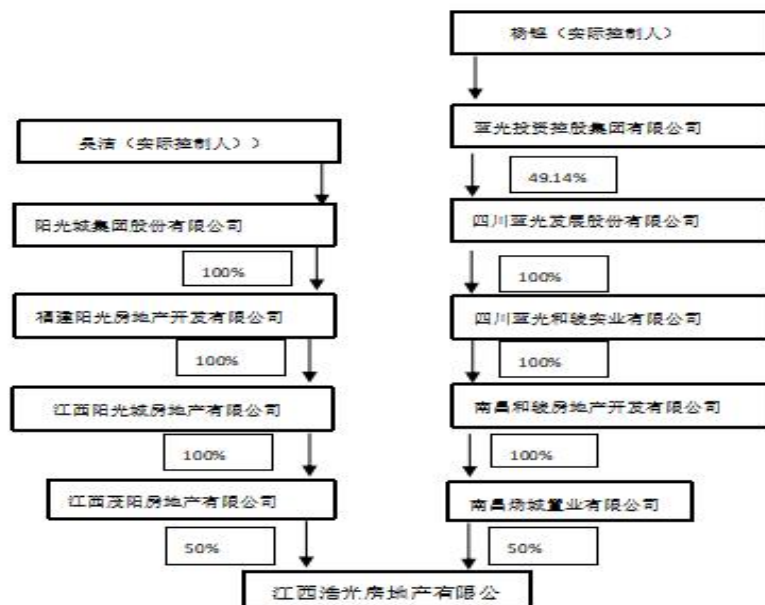 杨铿（实际控制人）
蓝光投资控股集团有限公司
49.14%
四川蓝光发展股份有限公司
100%
四川蓝光和骏实业有限公司
100%
南昌和骏房地产开发有限公司
100%
南昌炀城置业有限公司
50%
吴洁（实际控制人））
阳光城集团股份有限公司
100%
福建阳光房地产开发有限公司
100%
江西阳光城房地产有限公司
100%
江西茂阳房地产有限公司
50%
江西浩光房地产有限公